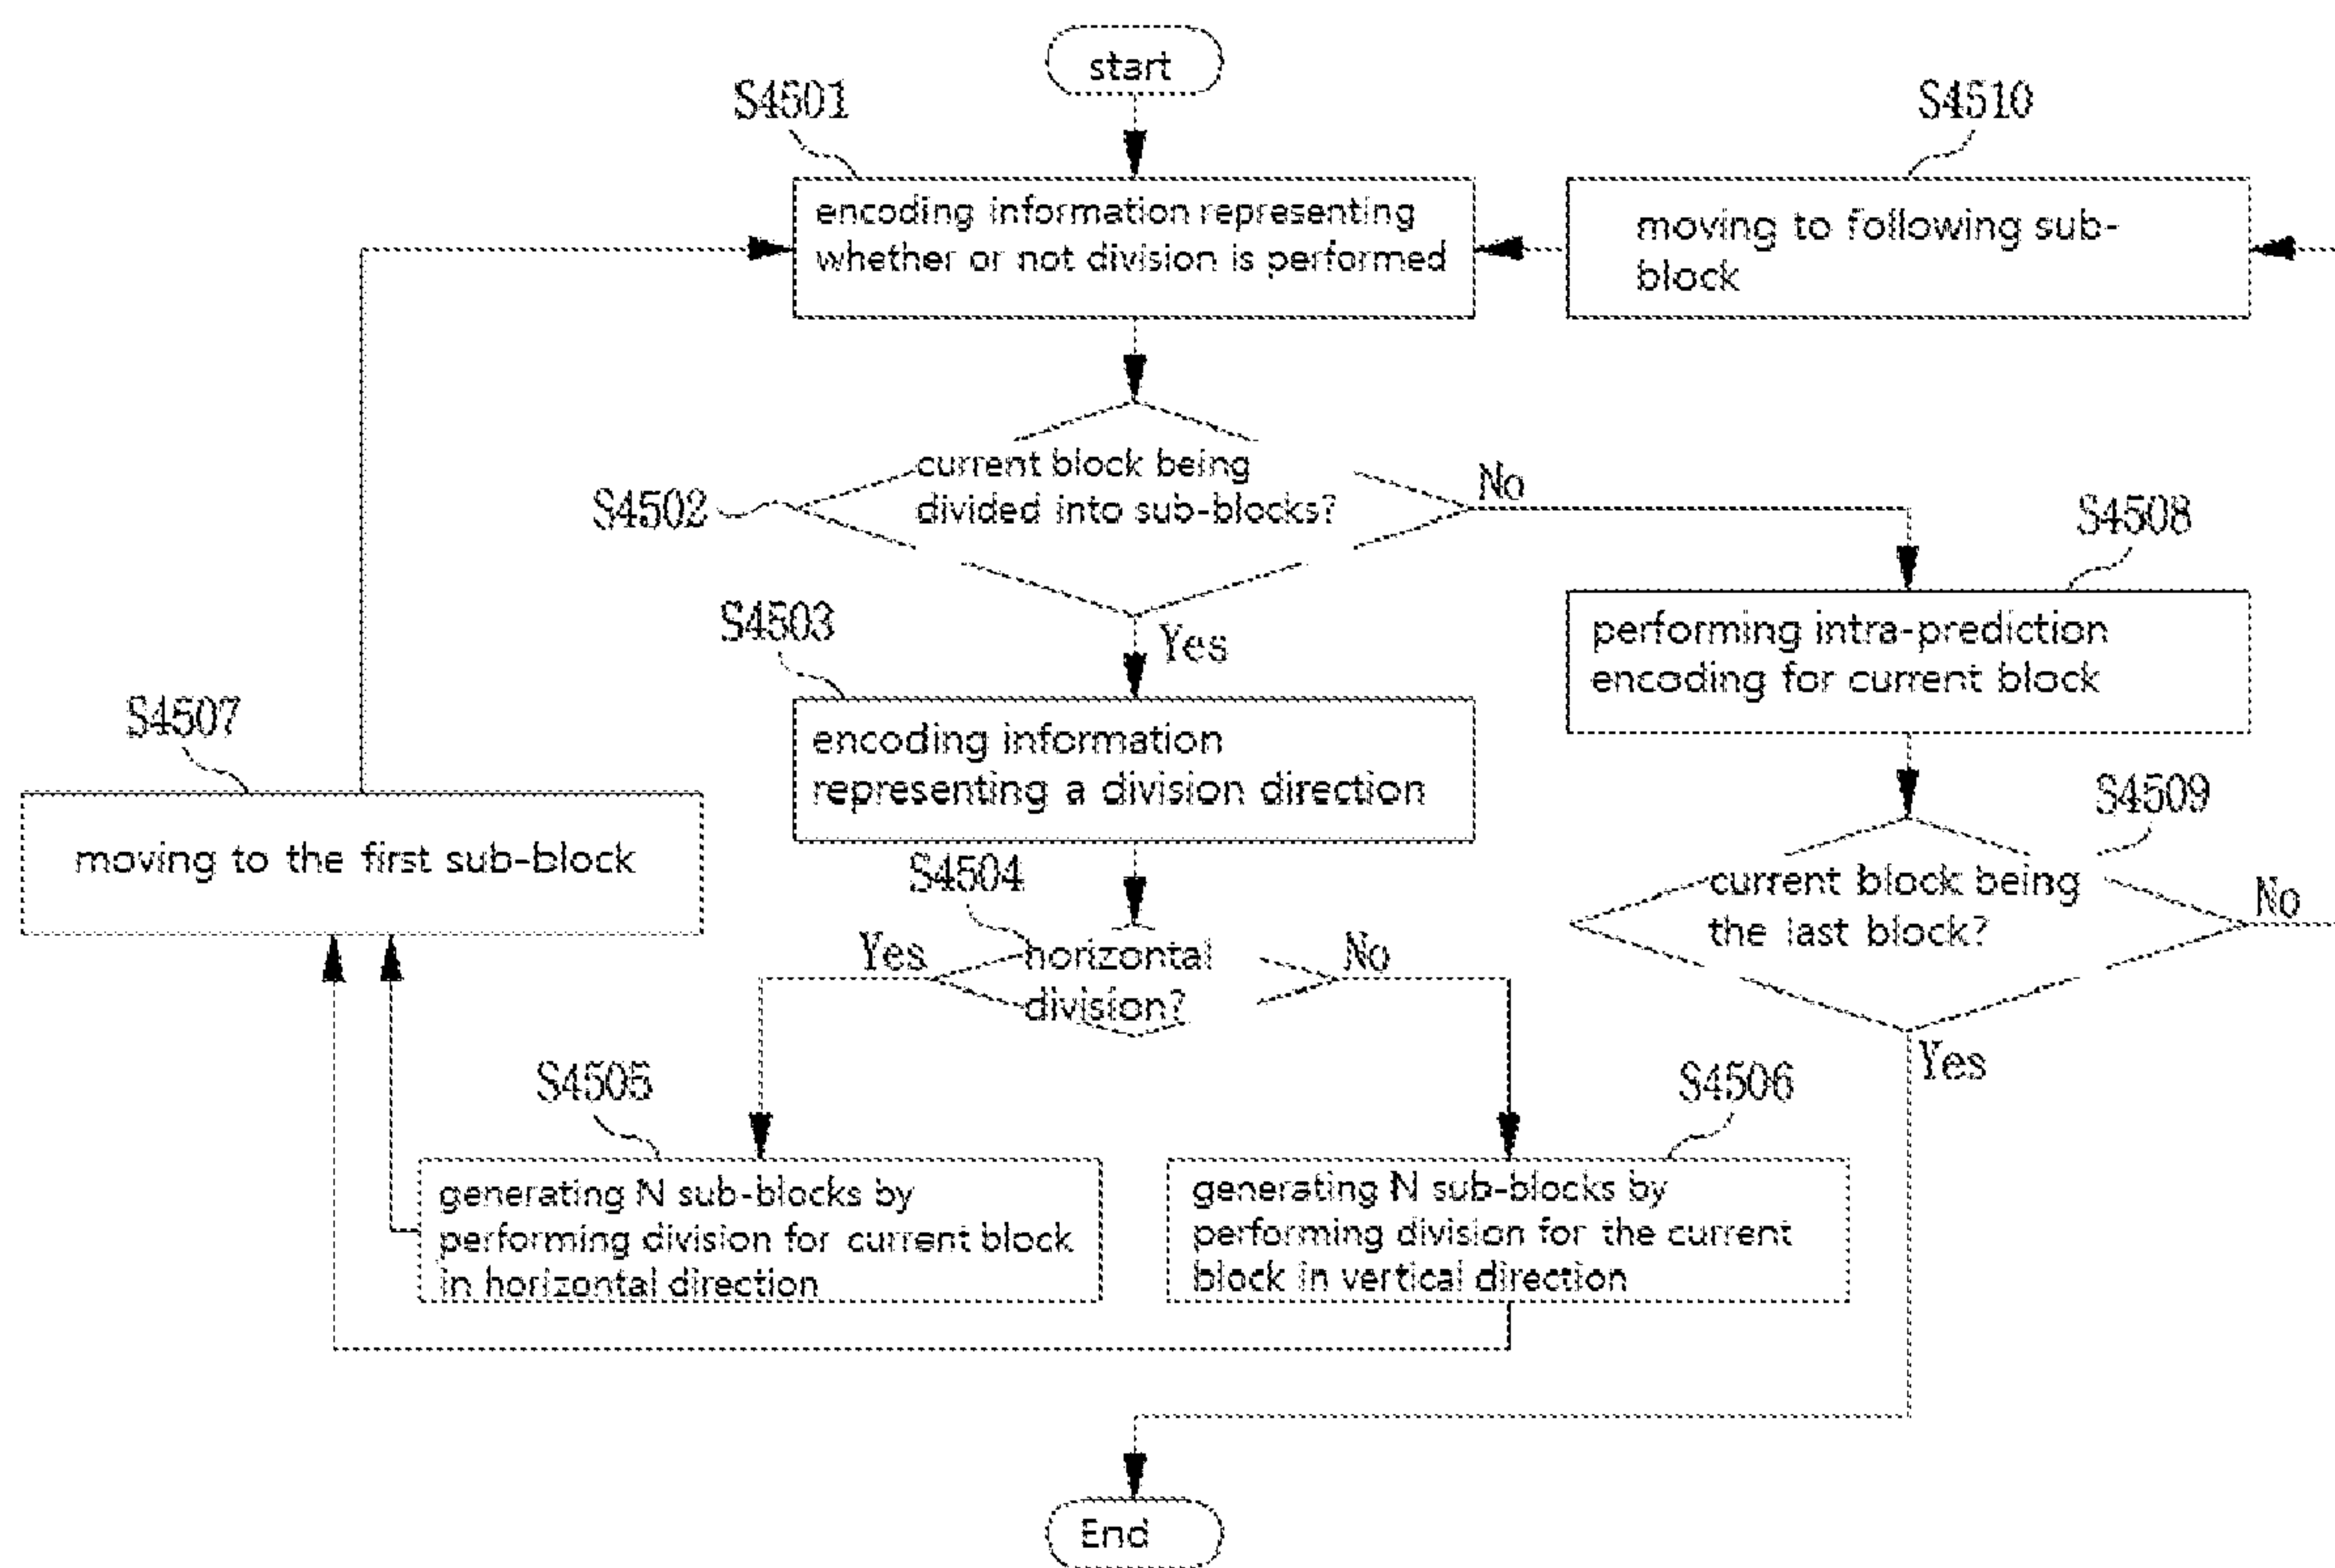 start
S4501
S4510
encoding information representing
whether or not division is performed
moving to following sub-
block
current block being
divided into sub-blocks?
S4502
No
S4508
S4503
Yes
performing intra-prediction
encoding for current block
S4507
encoding information
representing a division direction
S4509
moving to the first sub-block
S4504
current block being
the last block?
No
Yes
horizontal
division?
No
Yes
S4505
S4506
generating N sub-blocks by
performing division for current block
in horizontal direction
generating N sub-blocks by
performing division for the current
block in vertical direction
End